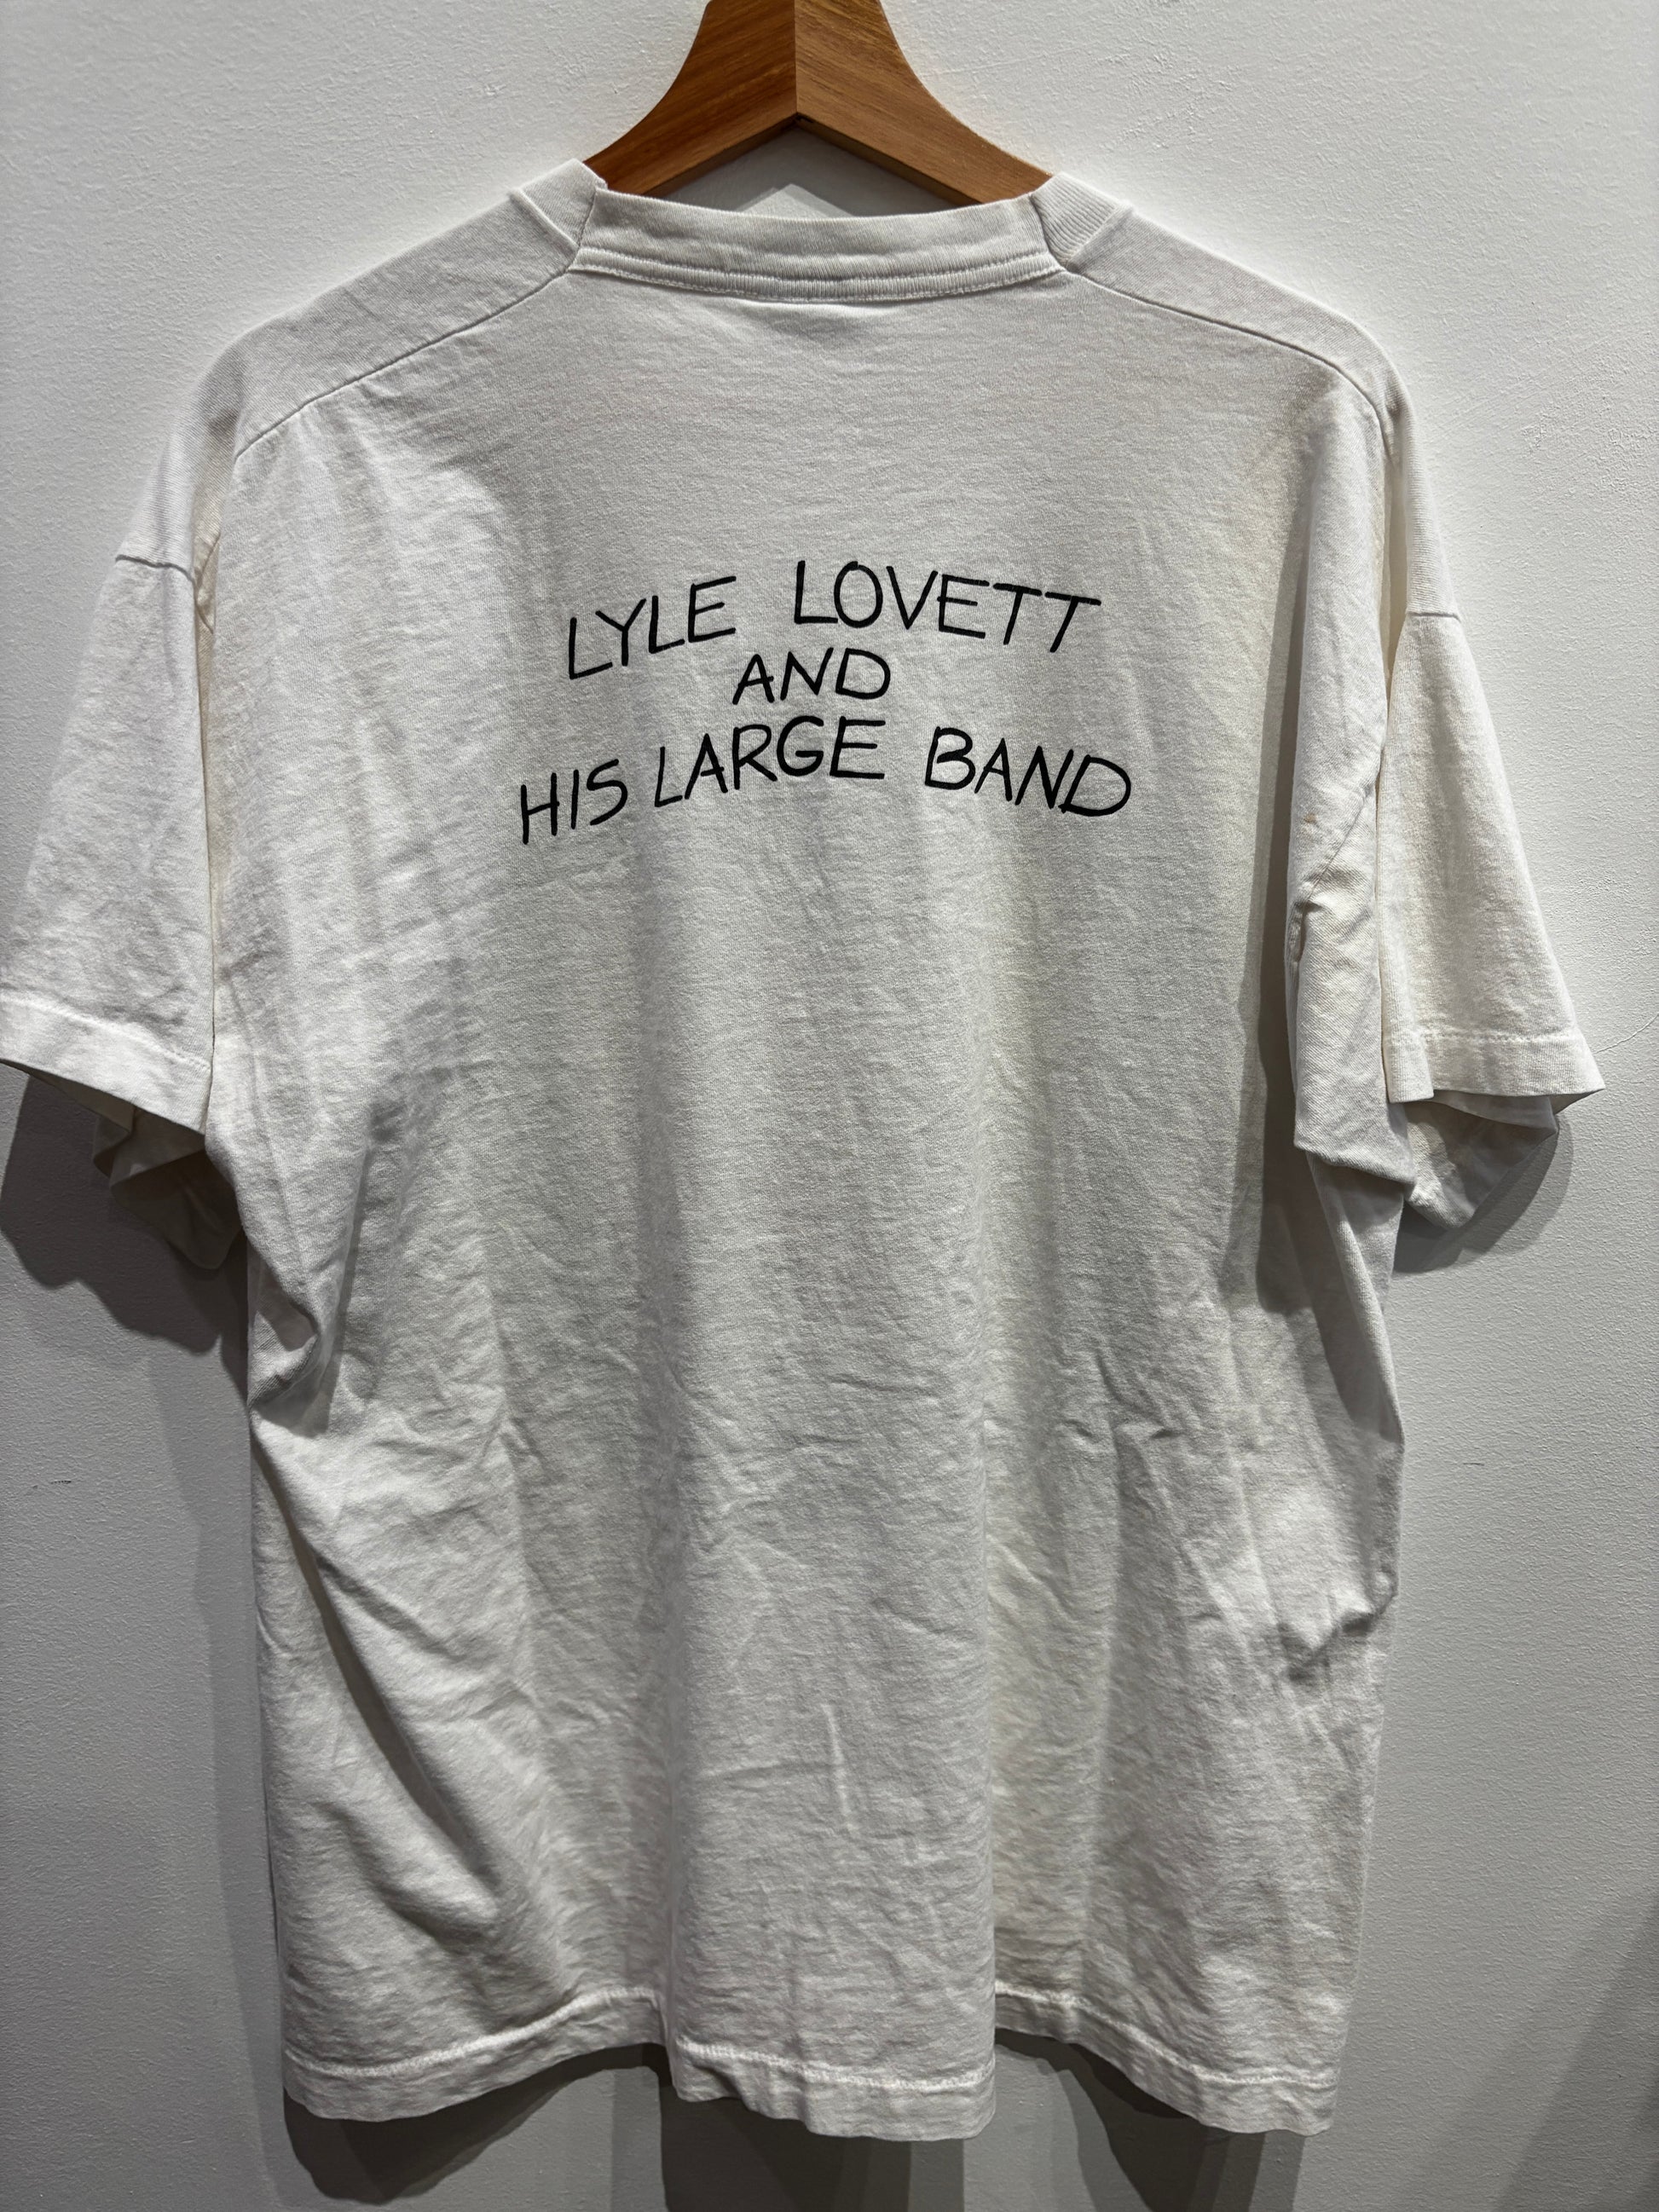 LYLE LOVETT
AND
HIS LARGE BAND